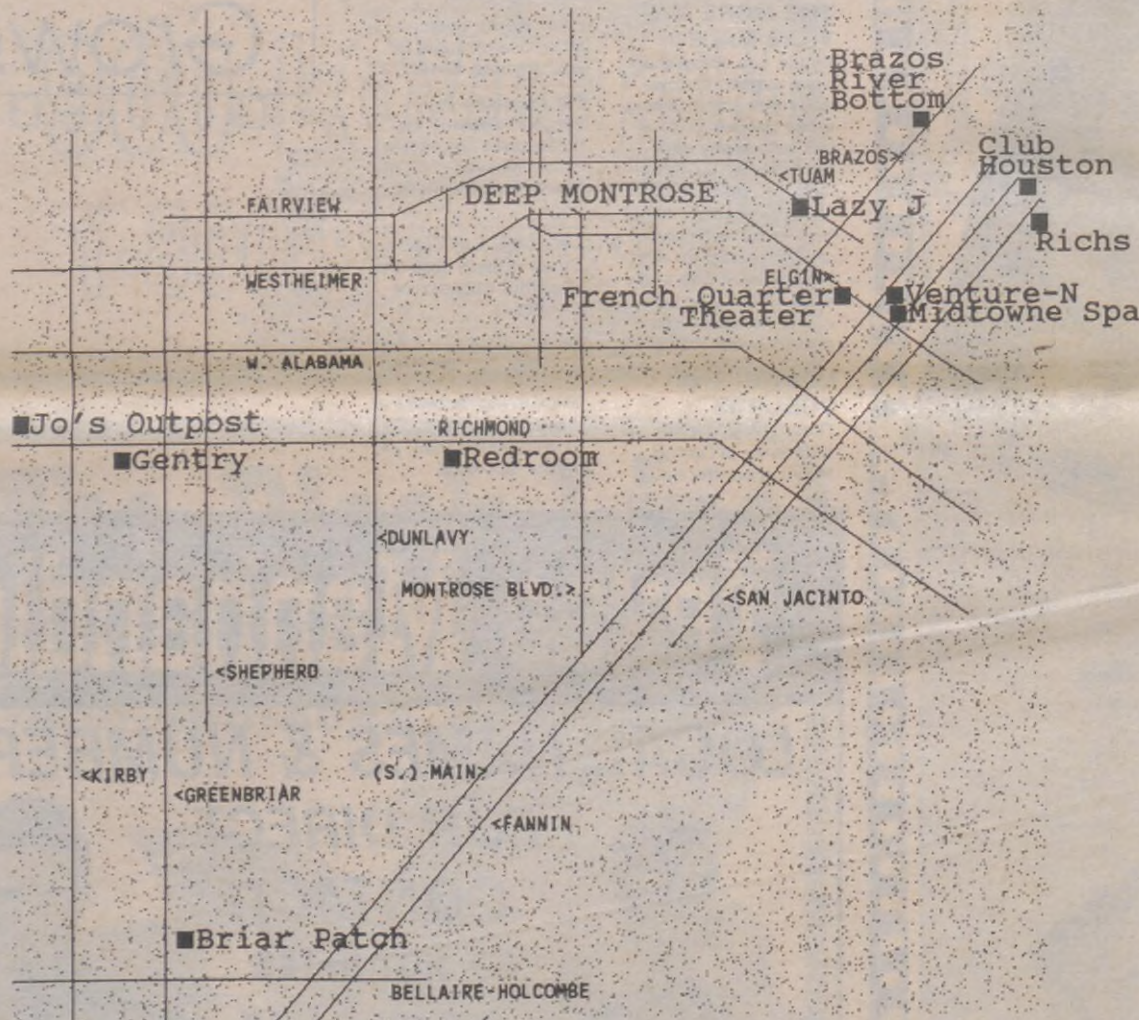 Brazos
River
Bottom
Club
Houston
BRAZOS>
<TUAM
DEEP MONTROSE
FAIRVIEW
■Lazy J
Richs
WESTHEIMER
ELGIN>
French Quarter■
Theater
■Venture-N
■Midtowne Spa
W. ALABAMA
■Jo's Outpost
RICHMOND
■Gentry
■Redroom
<DUNLAVY
MONTROSE BLVD.>
<SAN JACINTO
<SHEPHERD
<KIRBY
(S.) MAIN>
<GREENBRIAR
<FANNIN
■Briar Patch
BELLAIRE-HOLCOMBE